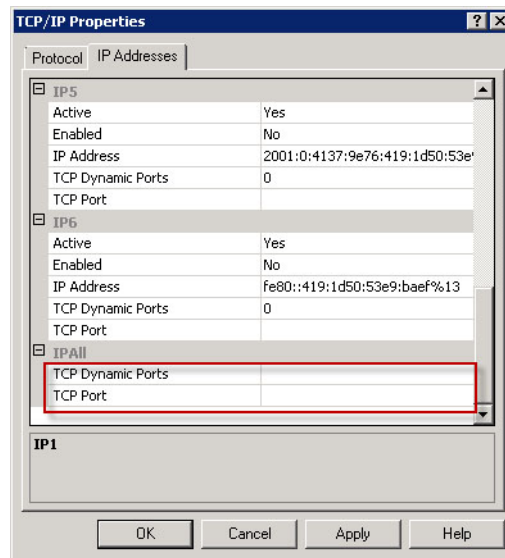 TCP/IP Properties
Protocol IP Addresses
IP5
Active Yes
Enabled No
IP Address 2001:0:4137:9e76:419:1d50:53e
TCP Dynamic Ports 0
TCP Port
IP6
Active Yes
Enabled No
IP Address fe80::419:1d50:53e9:baef%13
TCP Dynamic Ports 0
TCP Port
IPAll
TCP Dynamic Ports
TCP Port
IP1
OK Cancel Apply Help